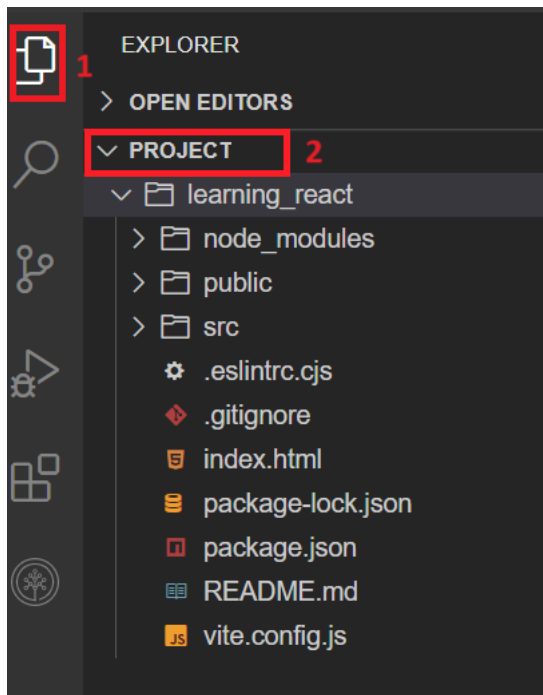 EXPLORER
1
OPEN EDITORS
PROJECT 2
learning_react
node_modules
public
src
.eslintrc.cjs
.gitignore
index.html
package-lock.json
package.json
README.md
JS vite.config.js